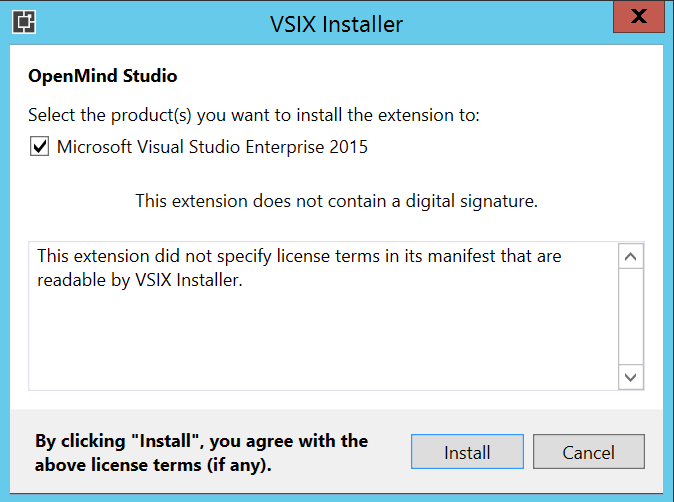 VSIX Installer
OpenMind Studio
Select the product(s) you want to install the extension to:
Microsoft Visual Studio Enterprise 2015
This extension does not contain a digital signature.
This extension did not specify license terms in its manifest that are
readable by VSIX Installer.
By clicking "Install", you agree with the
above license terms (if any).
Install
Cancel